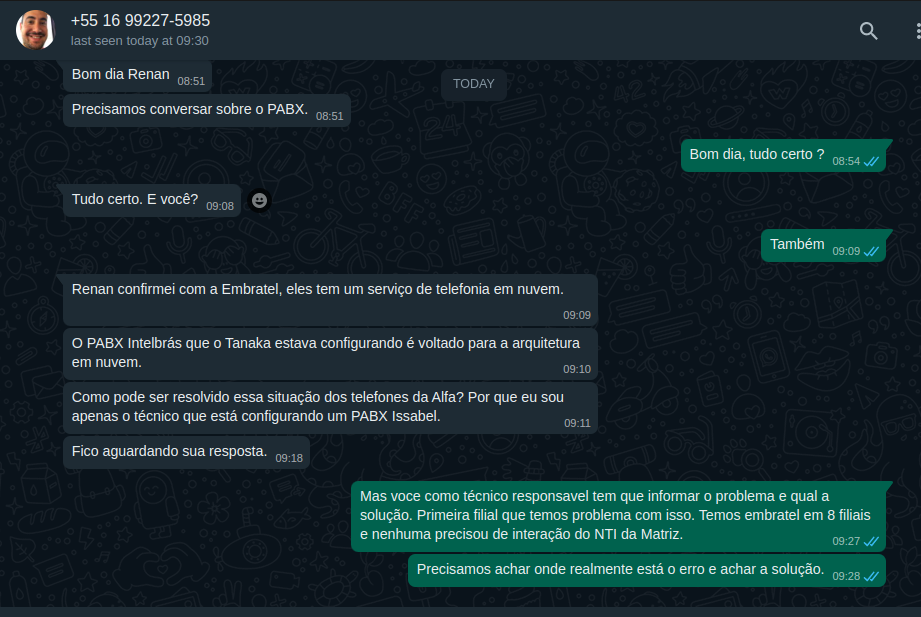 +55 16 99227-5985
last seen today at 09:30
TODAY
Bom dia Renan 08:51
Precisamos conversar sobre o PABX. 08:51
Bom dia, tudo certo ? 08:54
Tudo certo. E você? 09:08
Também 09:09
Renan confirmei com a Embratel, eles tem um serviço de telefonia em nuvem.
09:09
O PABX Intelbrás que o Tanaka estava configurando é voltado para a arquitetura
em nuvem. 09:10
Como pode ser resolvido essa situação dos telefones da Alfa? Por que eu sou
apenas o técnico que está configurando um PABX Issabel. 09:11
Fico aguardando sua resposta. 09:18
Mas voce como técnico responsavel tem que informar o problema e qual a
solução. Primeira filial que temos problema com isso. Temos embratel em 8 filiais
e nenhuma precisou de interação do NTI da Matriz. 09:27
Precisamos achar onde realmente está o erro e achar a solução. 09:28